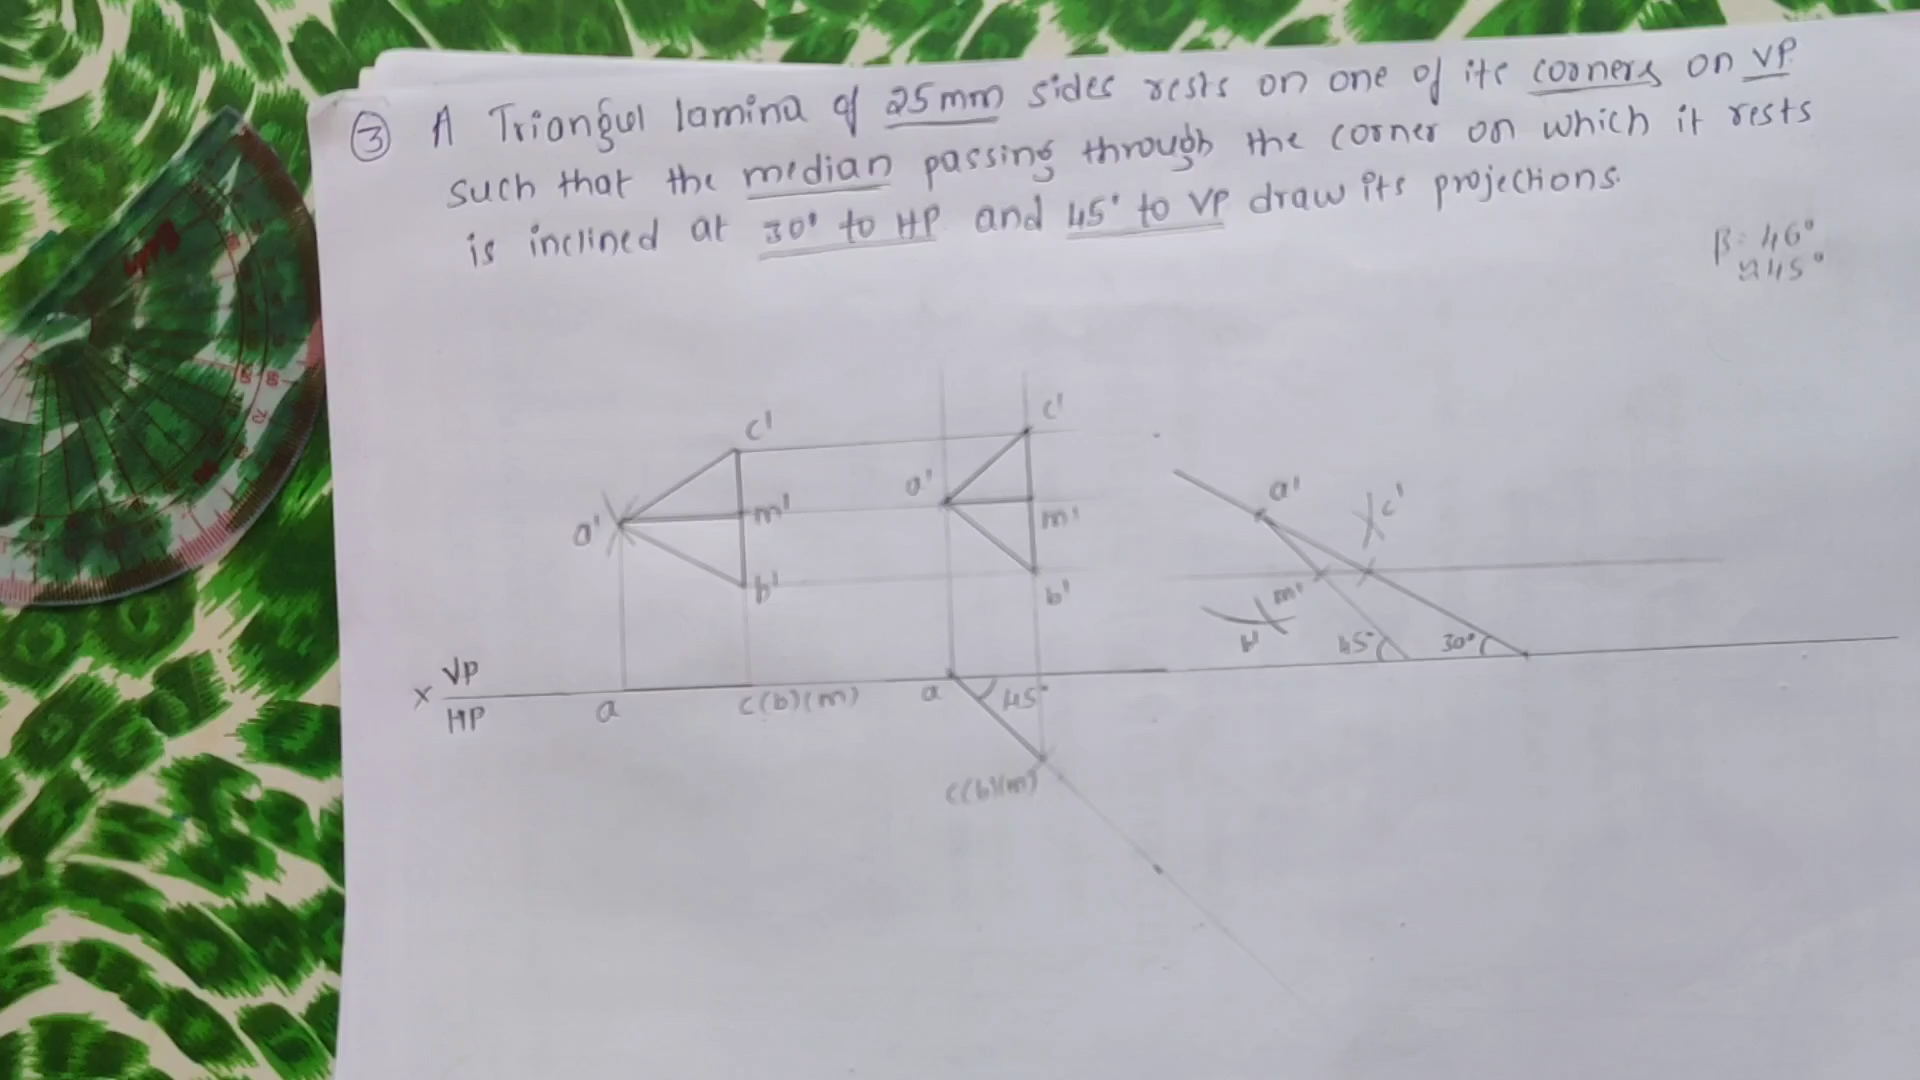 ③ A Triangul lamina of 25mm sides rests on one of its corners on VP.
such that the median passing through the corner on which it rests
is inclined at 30° to HP and 45° to VP draw its projections.
β = 46°
≈45°
c' c'
a' m' a' m' a' c'
b' b' m'
45° 30°
X VP
HP
a c(b)(m) a 45°
c(b)(m)